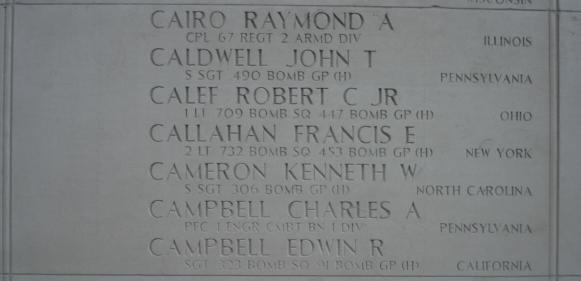 WISCONSIN
CAIRO RAYMOND A
CPL 67 REGT 2 ARMD DIV ILLINOIS
CALDWELL JOHN T
S SGT 490 BOMB GP (H) PENNSYLVANIA
CALEF ROBERT C JR
1 LT 709 BOMB SQ 447 BOMB GP (H) OHIO
CALLAHAN FRANCIS E
2 LT 732 BOMB SQ 453 BOMB GP (H) NEW YORK
CAMERON KENNETH W
S SGT 306 BOMB GP (H) NORTH CAROLINA
CAMPBELL CHARLES A
PFC 1 ENGR CMBT BN 1 DIV PENNSYLVANIA
CAMPBELL EDWIN R
SGT 323 BOMB SQ 91 BOMB GP (H) CALIFORNIA